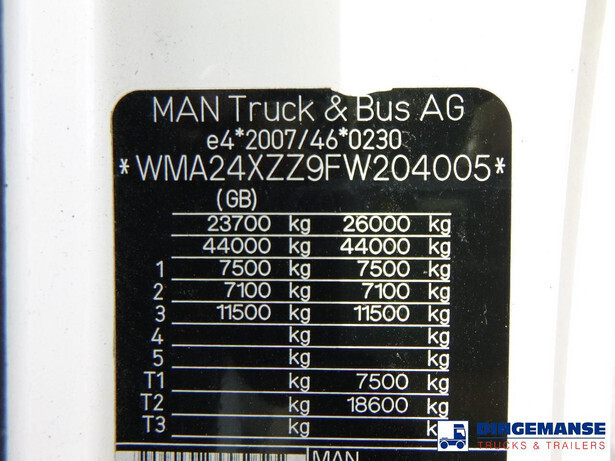 MAN Truck & Bus AG
e4*2007/46*0230
*WMA24XZZ9FW204005*
(GB)
23700 kg 26000 kg
44000 kg 44000 kg
1 7500 kg 7500 kg
2 7100 kg 7100 kg
3 11500 kg 11500 kg
4 kg kg
5 kg kg
T1 kg 7500 kg
T2 kg 18600 kg
T3 kg
MAN
DINGEMANSE
TRUCKS & TRAILERS